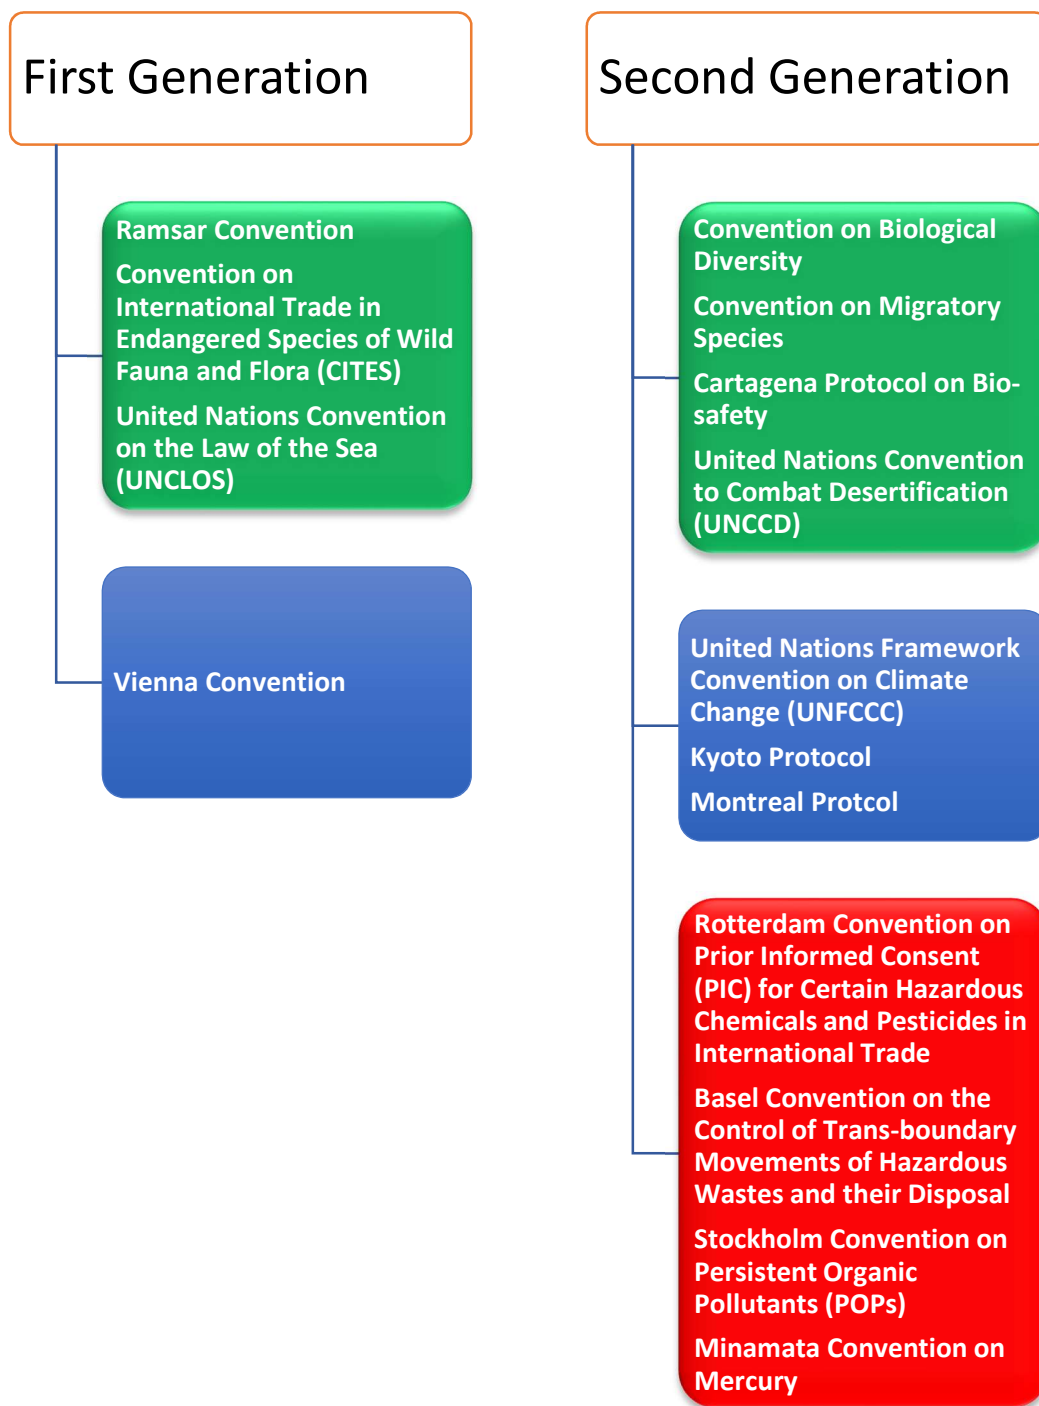 First Generation
Ramsar Convention
Convention on
International Trade in
Endangered Species of Wild
Fauna and Flora (CITES)
United Nations Convention
on the Law of the Sea
(UNCLOS)
Vienna Convention
Second Generation
Convention on Biological
Diversity
Convention on Migratory
Species
Cartagena Protocol on Bio-
safety
United Nations Convention
to Combat Desertification
(UNCCD)
United Nations Framework
Convention on Climate
Change (UNFCCC)
Kyoto Protocol
Montreal Protcol
Rotterdam Convention on
Prior Informed Consent
(PIC) for Certain Hazardous
Chemicals and Pesticides in
International Trade
Basel Convention on the
Control of Trans-boundary
Movements of Hazardous
Wastes and their Disposal
Stockholm Convention on
Persistent Organic
Pollutants (POPs)
Minamata Convention on
Mercury